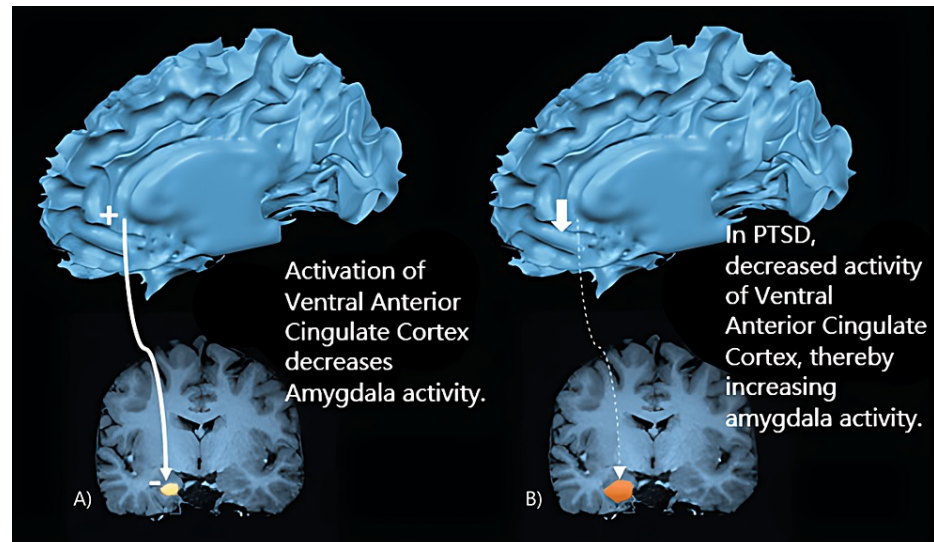 +
Activation of
Ventral Anterior
Cingulate Cortex
decreases
Amygdala activity.
-
A)
In PTSD,
decreased activity
of Ventral
Anterior Cingulate
Cortex, thereby
increasing
amygdala activity.
B)